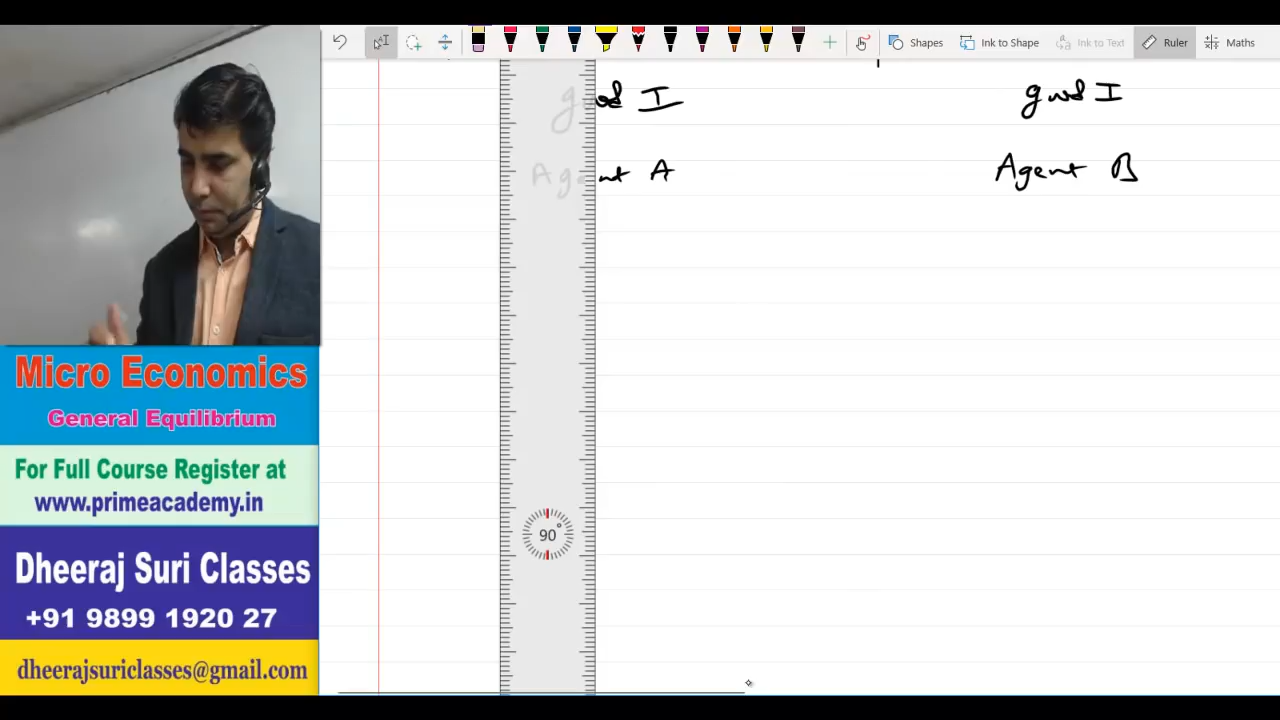 Shapes
Ink to Shape
Ink to Text
Ruler
Maths
good I
good I
Agent A
Agent B
90°
Micro Economics
General Equilibrium
For Full Course Register at
www.primeacademy.in
Dheeraj Suri Classes
+91 9899 1920 27
dheerajsuriclasses@gmail.com